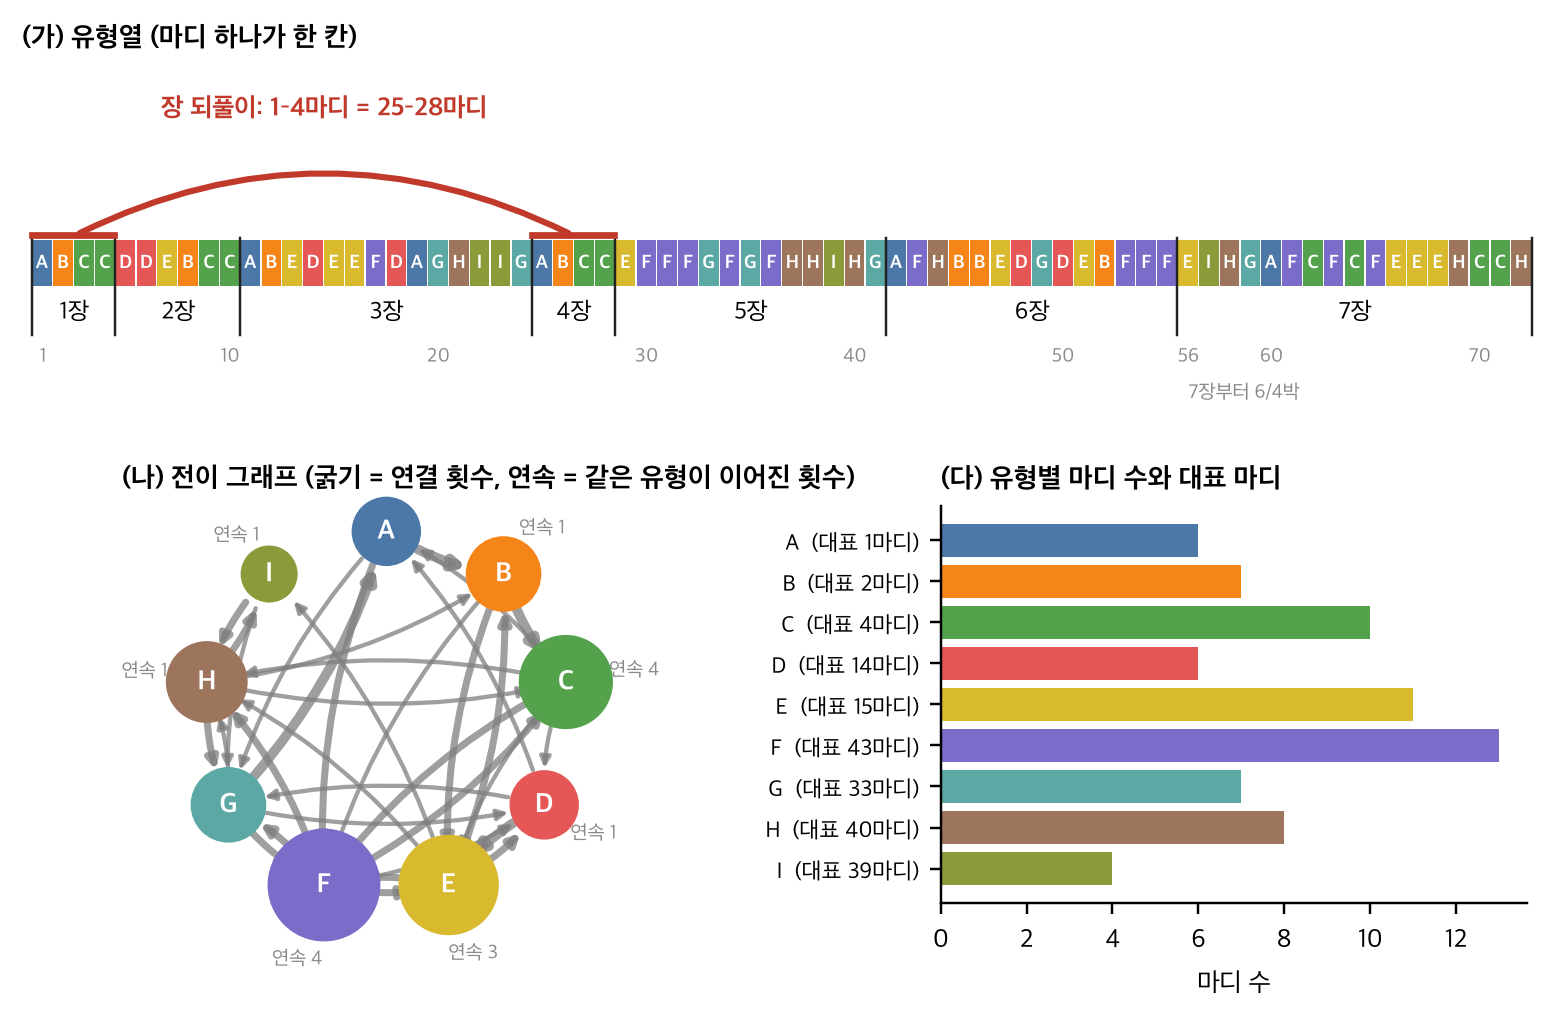 (가) 유형열 (마디 하나가 한 칸)
장 되풀이: 1-4마디 = 25-28마디
A B C C D D E B C C A B E D E E F D A G H I I G A B C C E F F F G F G F H H I H G A F H B B E D G D E B F F F E I H G A F C F C F E E E H C C H
1장 2장 3장 4장 5장 6장 7장
1 10 20 30 40 50 56 60 70
7장부터 6/4박
(나) 전이 그래프 (굵기 = 연결 횟수, 연속 = 같은 유형이 이어진 횟수)
A
연속 1
B
연속 1
I
연속 4
C
연속 1
H
연속 1
D
G
F
E
연속 4
연속 3
(다) 유형별 마디 수와 대표 마디
A (대표 1마디)
B (대표 2마디)
C (대표 4마디)
D (대표 14마디)
E (대표 15마디)
F (대표 43마디)
G (대표 33마디)
H (대표 40마디)
I (대표 39마디)
0 2 4 6 8 10 12
마디 수